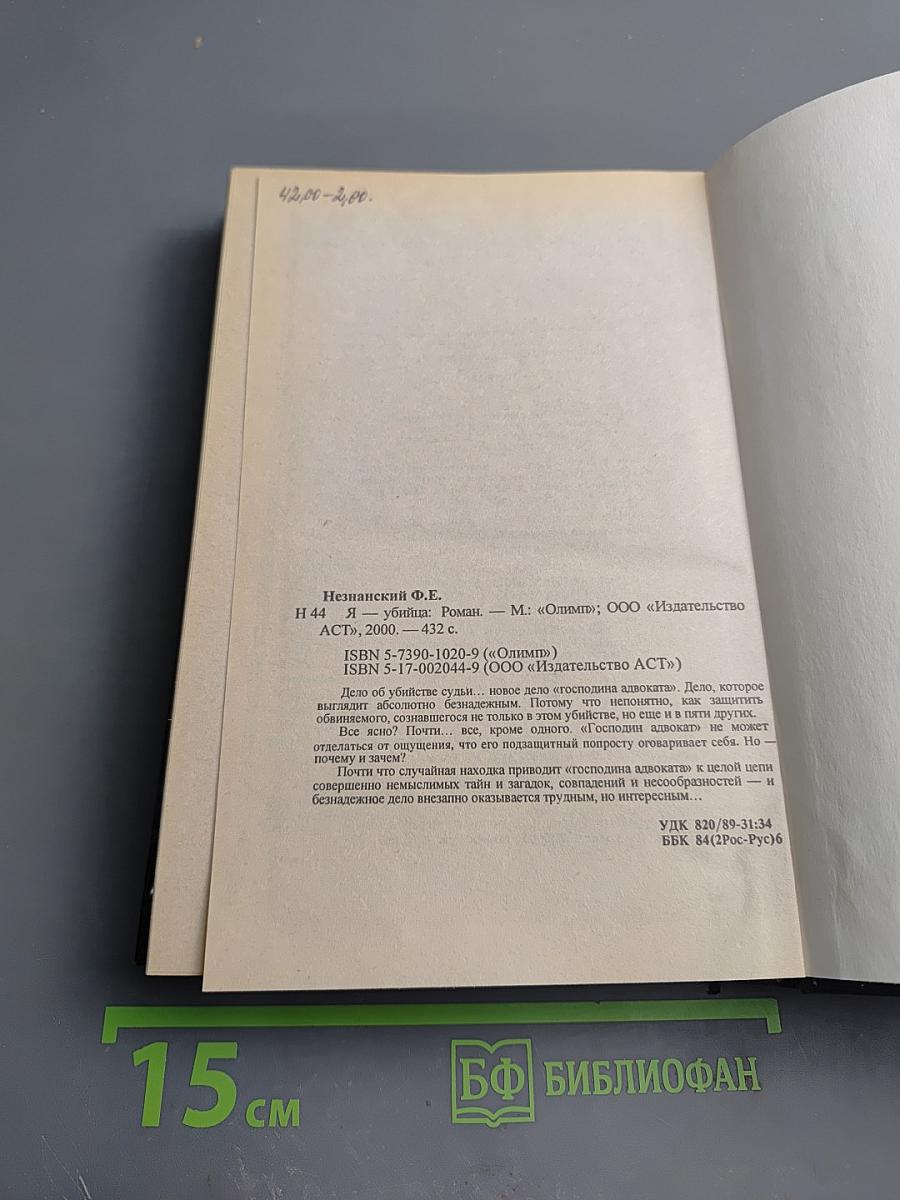 42,00-2,00.
Незнанский Ф.Е.
Н 44 Я — убийца: Роман. — М.: «Олимп»; ООО «Издательство
АСТ», 2000. — 432 с.
ISBN 5-7390-1020-9 («Олимп»)
ISBN 5-17-002044-9 (ООО «Издательство АСТ»)
Дело об убийстве судьи... новое дело «господина адвоката». Дело, которое
выглядит абсолютно безнадежным. Потому что непонятно, как защитить
обвиняемого, сознавшегося не только в этом убийстве, но еще и в пяти других.
Все ясно? Почти... все, кроме одного. «Господин адвокат» не может
отделаться от ощущения, что его подзащитный попросту оговаривает себя. Но —
почему и зачем?
Почти что случайная находка приводит «господина адвоката» к целой цепи
совершенно немыслимых тайн и загадок, совпадений и несообразностей — и
безнадежное дело внезапно оказывается трудным, но интересным...
УДК 820/89-31:34
ББК 84(2Рос-Рус)6
15 см
БФ БИБЛИОФАН